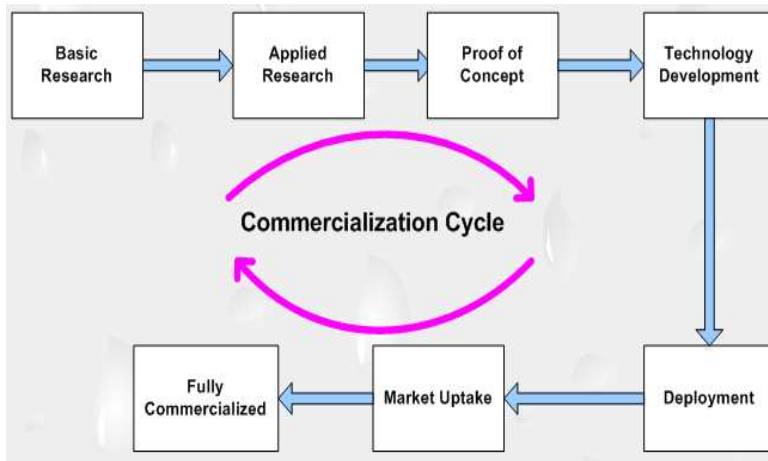 Basic
Research
Applied
Research
Proof of
Concept
Technology
Development
Commercialization Cycle
Fully
Commercialized
Market Uptake
Deployment